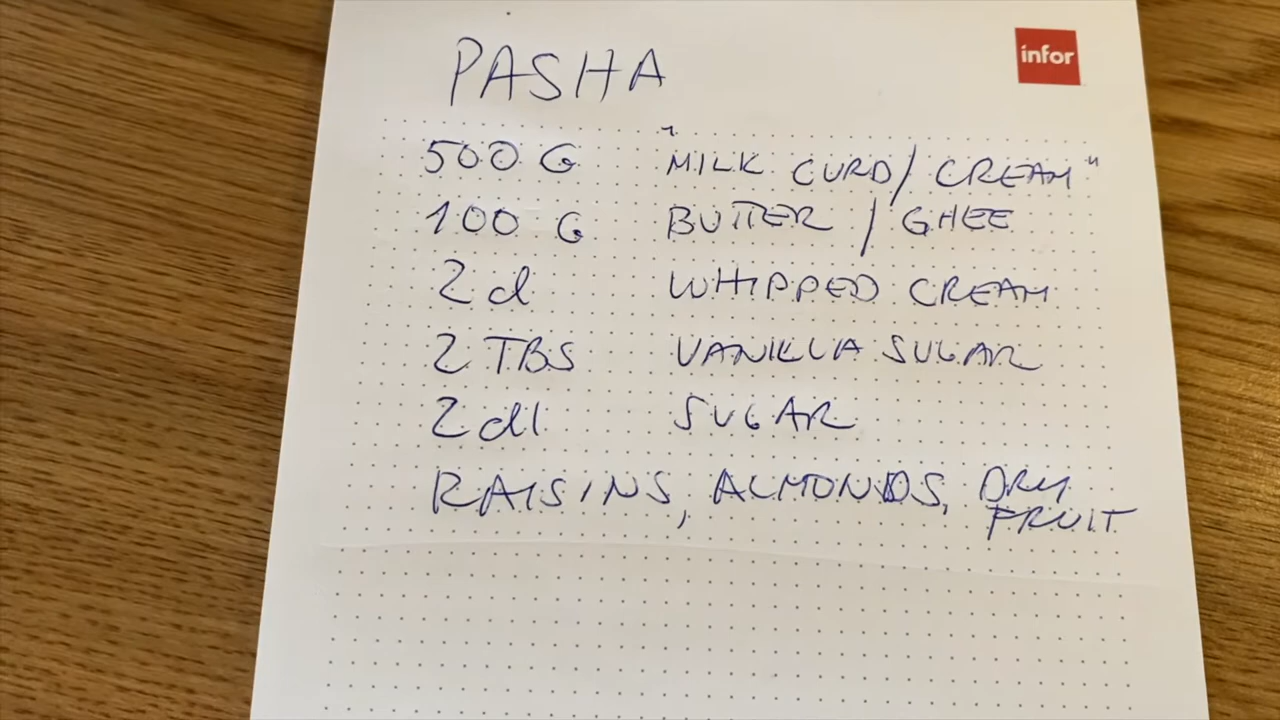 infor
PASHA
500 G "MILK CURD/CREAM"
100 G BUTTER / GHEE
2 d WHIPPED CREAM
2 TBS VANILLA SUGAR
2 dl SUGAR
RAISINS, ALMONDS, DRY
FRUIT